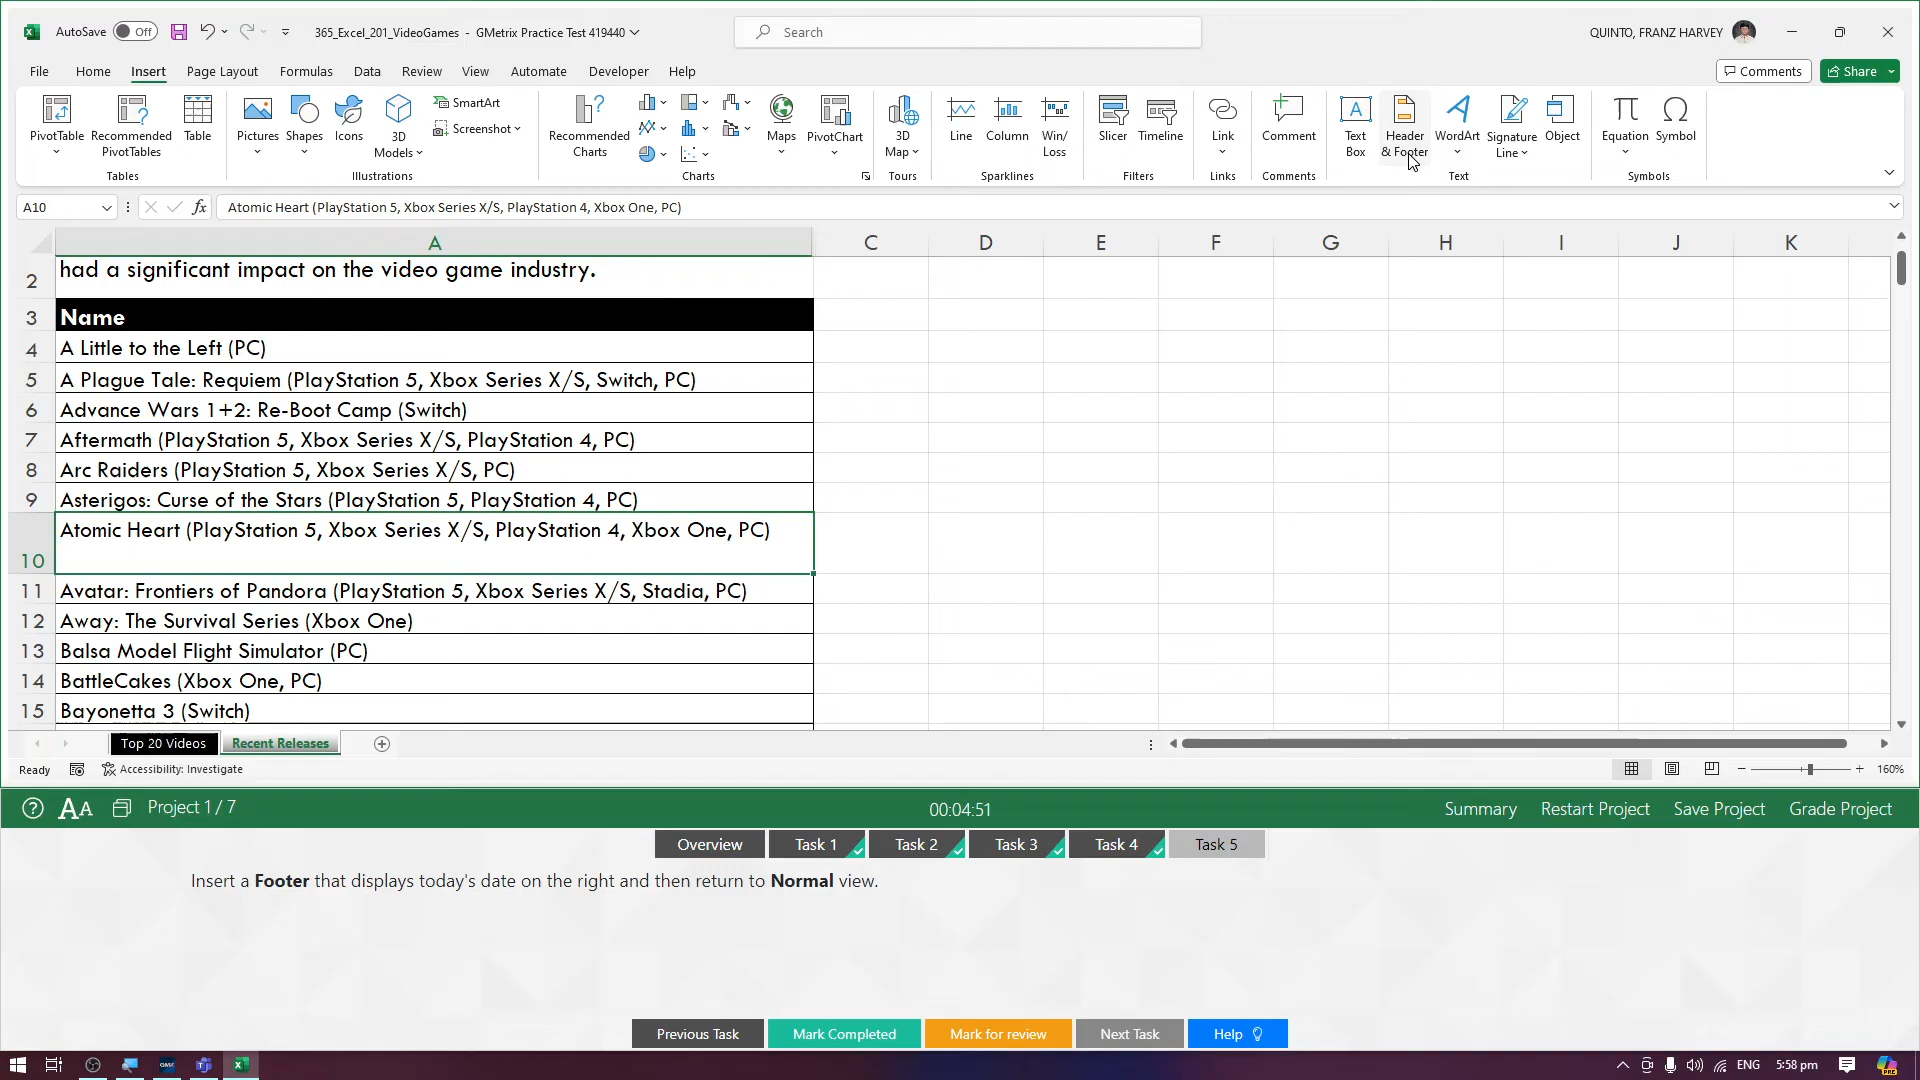 AutoSave Off 365_Excel_201_VideoGames - GMetrix Practice Test 419440 Search QUINTO, FRANZ HARVEY
File Home Insert Page Layout Formulas Data Review View Automate Developer Help Comments Share
PivotTable Recommended PivotTables Table Pictures Shapes Icons 3D Models SmartArt Screenshot Recommended Charts Maps PivotChart 3D Map Line Column Win/Loss Slicer Timeline Link Comment Text Box Header & Footer WordArt Signature Line Object Equation Symbol
Tables Illustrations Charts Tours Sparklines Filters Links Comments Text Symbols
A10 fx Atomic Heart (PlayStation 5, Xbox Series X/S, PlayStation 4, Xbox One, PC)
A C D E F G H I J K
2 had a significant impact on the video game industry.
3 Name
4 A Little to the Left (PC)
5 A Plague Tale: Requiem (PlayStation 5, Xbox Series X/S, Switch, PC)
6 Advance Wars 1+2: Re-Boot Camp (Switch)
7 Aftermath (PlayStation 5, Xbox Series X/S, PlayStation 4, PC)
8 Arc Raiders (PlayStation 5, Xbox Series X/S, PC)
9 Asterigos: Curse of the Stars (PlayStation 5, PlayStation 4, PC)
10 Atomic Heart (PlayStation 5, Xbox Series X/S, PlayStation 4, Xbox One, PC)
11 Avatar: Frontiers of Pandora (PlayStation 5, Xbox Series X/S, Stadia, PC)
12 Away: The Survival Series (Xbox One)
13 Balsa Model Flight Simulator (PC)
14 BattleCakes (Xbox One, PC)
15 Bayonetta 3 (Switch)
Top 20 Videos Recent Releases
Ready Accessibility: Investigate 160%
AA Project 1 / 7 00:04:51 Summary Restart Project Save Project Grade Project
Overview Task 1 Task 2 Task 3 Task 4 Task 5
Insert a Footer that displays today's date on the right and then return to Normal view.
Previous Task Mark Completed Mark for review Next Task Help
ENG 5:58 pm